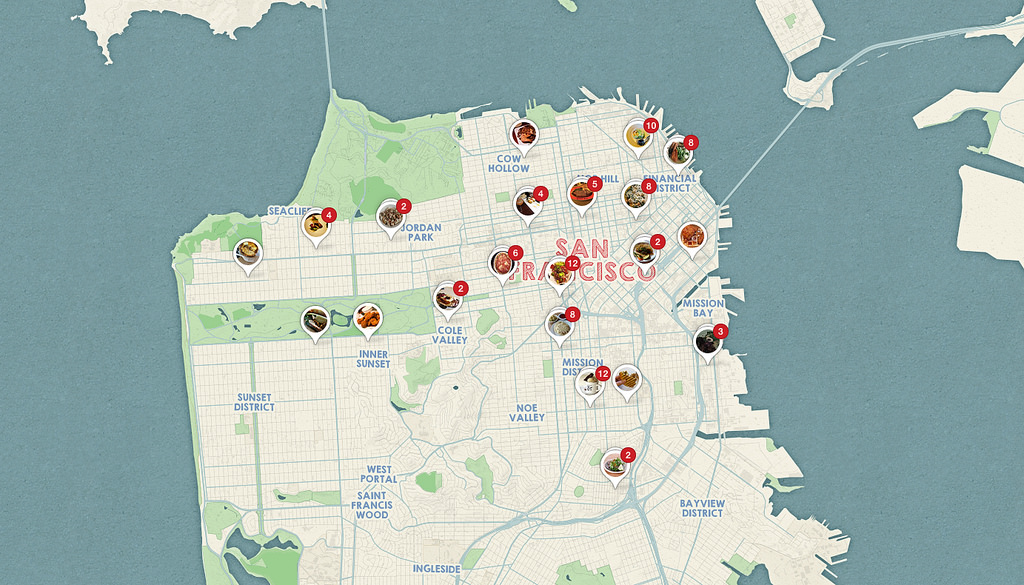 10
8
COW
HOLLOW
HILL
FINANCIAL
DISTRICT
5
8
4
2
4
SEACLIFF
JORDAN
PARK
SAN
FRANCISCO
2
6
12
2
MISSION
BAY
8
3
COLE
VALLEY
INNER
SUNSET
MISSION
DISTRICT
12
SUNSET
DISTRICT
NOE
VALLEY
2
WEST
PORTAL
SAINT
FRANCIS
WOOD
BAYVIEW
DISTRICT
INGLESIDE